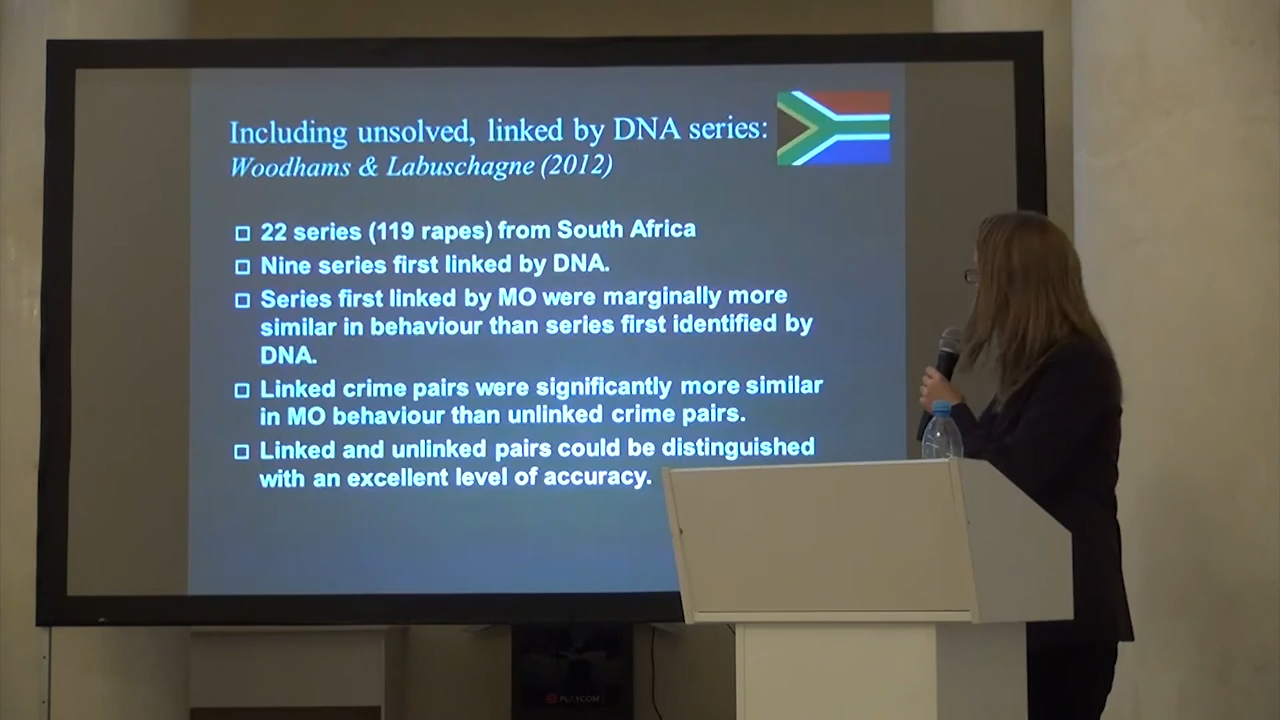 Including unsolved, linked by DNA series:
Woodhams & Labuschagne (2012)
22 series (119 rapes) from South Africa
Nine series first linked by DNA.
Series first linked by MO were marginally more
similar in behaviour than series first identified by
DNA.
Linked crime pairs were significantly more similar
in MO behaviour than unlinked crime pairs.
Linked and unlinked pairs could be distinguished
with an excellent level of accuracy.
POLYCOM